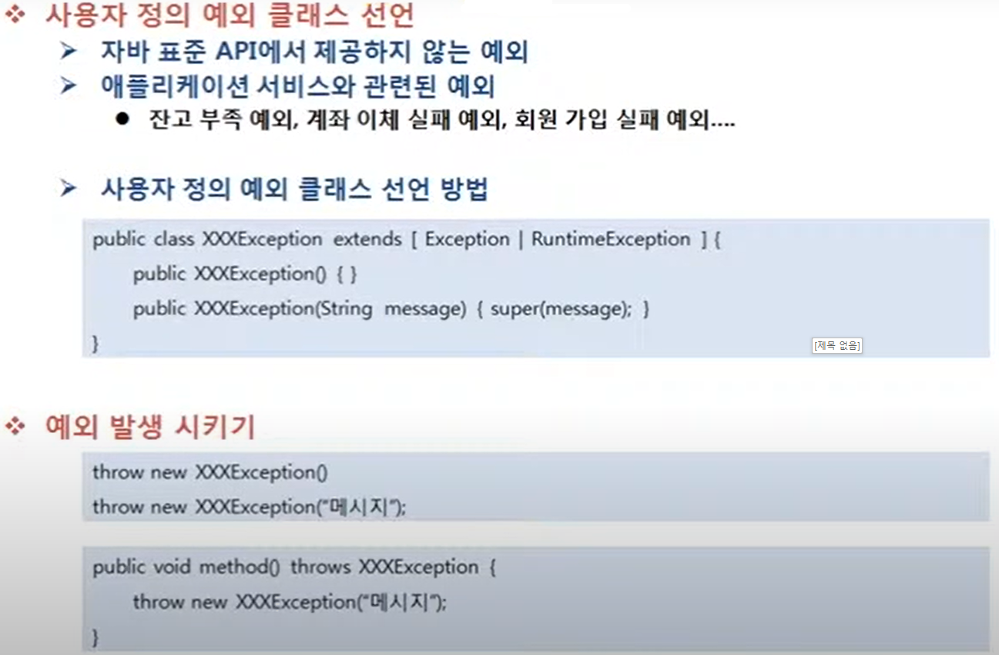 ❖ 사용자 정의 예외 클래스 선언
➢ 자바 표준 API에서 제공하지 않는 예외
➢ 애플리케이션 서비스와 관련된 예외
● 잔고 부족 예외, 계좌 이체 실패 예외, 회원 가입 실패 예외....
➢ 사용자 정의 예외 클래스 선언 방법
public class XXXException extends [ Exception | RuntimeException ] {
public XXXException() { }
public XXXException(String message) { super(message); }
}
[제목 없음]
❖ 예외 발생 시키기
throw new XXXException()
throw new XXXException("메시지");
public void method() throws XXXException {
throw new XXXException("메시지");
}